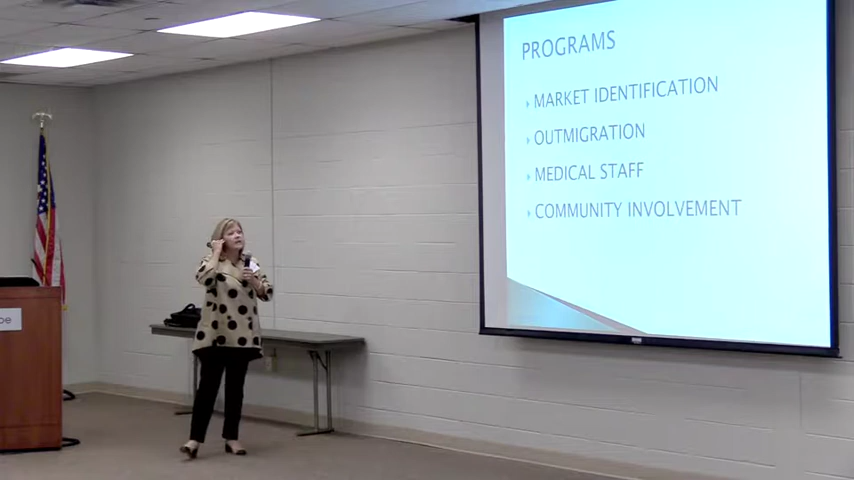 PROGRAMS
MARKET IDENTIFICATION
OUTMIGRATION
MEDICAL STAFF
COMMUNITY INVOLVEMENT